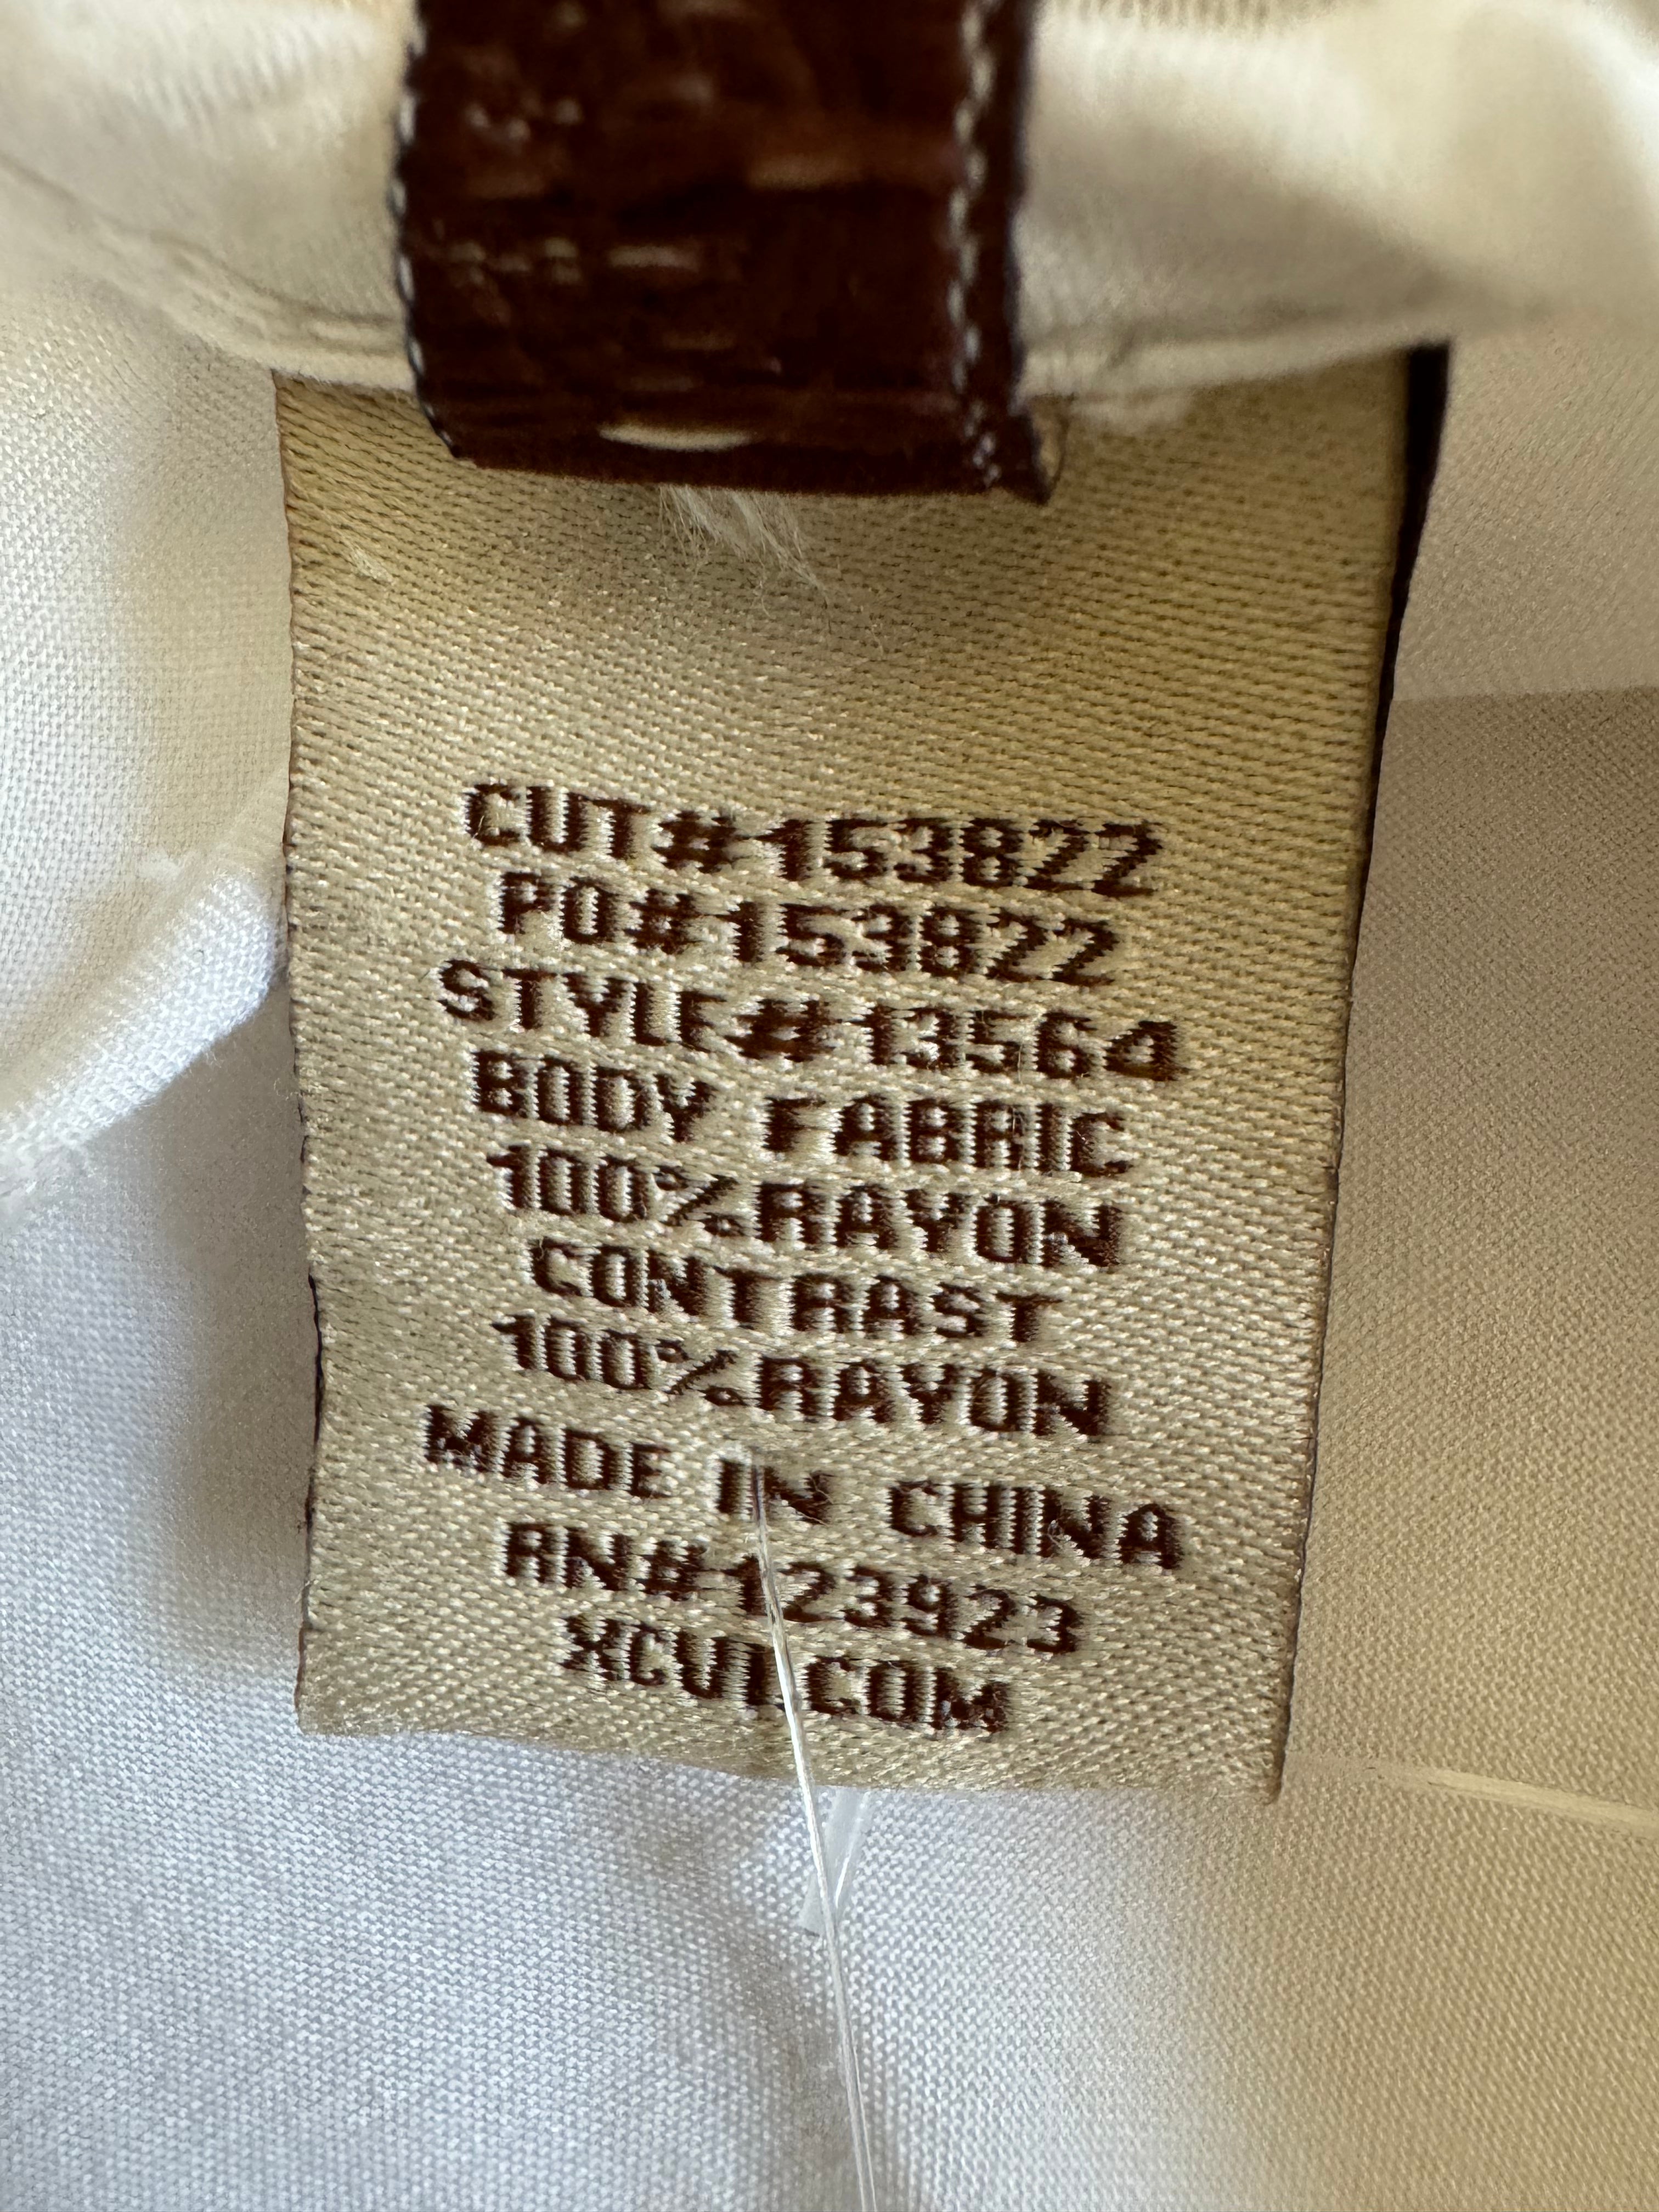 CUT#153822
PO#153822
STYLE#13564
BODY FABRIC
100%RAYON
CONTRAST
100%RAYON
MADE IN CHINA
RN#123923
XCVI.COM